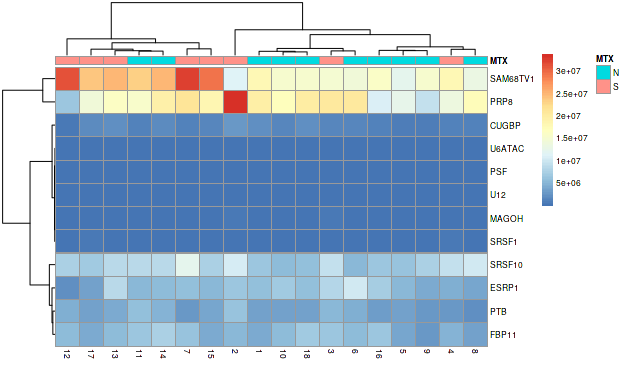 MTX
MTX
SAM68TV1
PRP8
CUGBP
U6ATAC
PSF
U12
MAGOH
SRSF1
SRSF10
ESRP1
PTB
FBP11
12 17 13 11 14 7 15 2 1 10 18 3 6 16 5 9 4 8
3e+07
2.5e+07
2e+07
1.5e+07
1e+07
5e+06
N
S